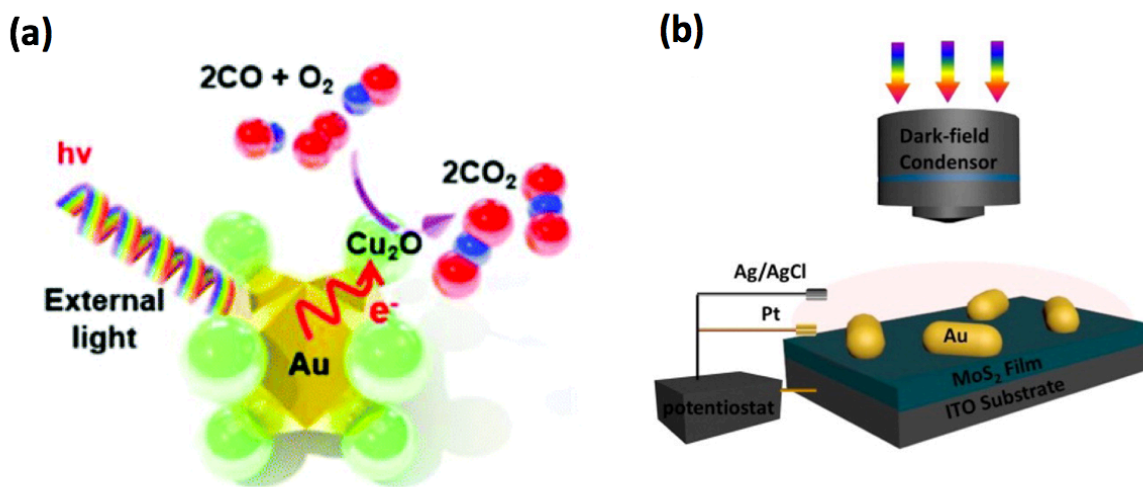 (a)
2CO + O₂
hν
2CO₂
Cu₂O
External
light
e⁻
Au
(b)
Dark-field
Condensor
Ag/AgCl
Pt
Au
MoS₂ Film
ITO Substrate
potentiostat